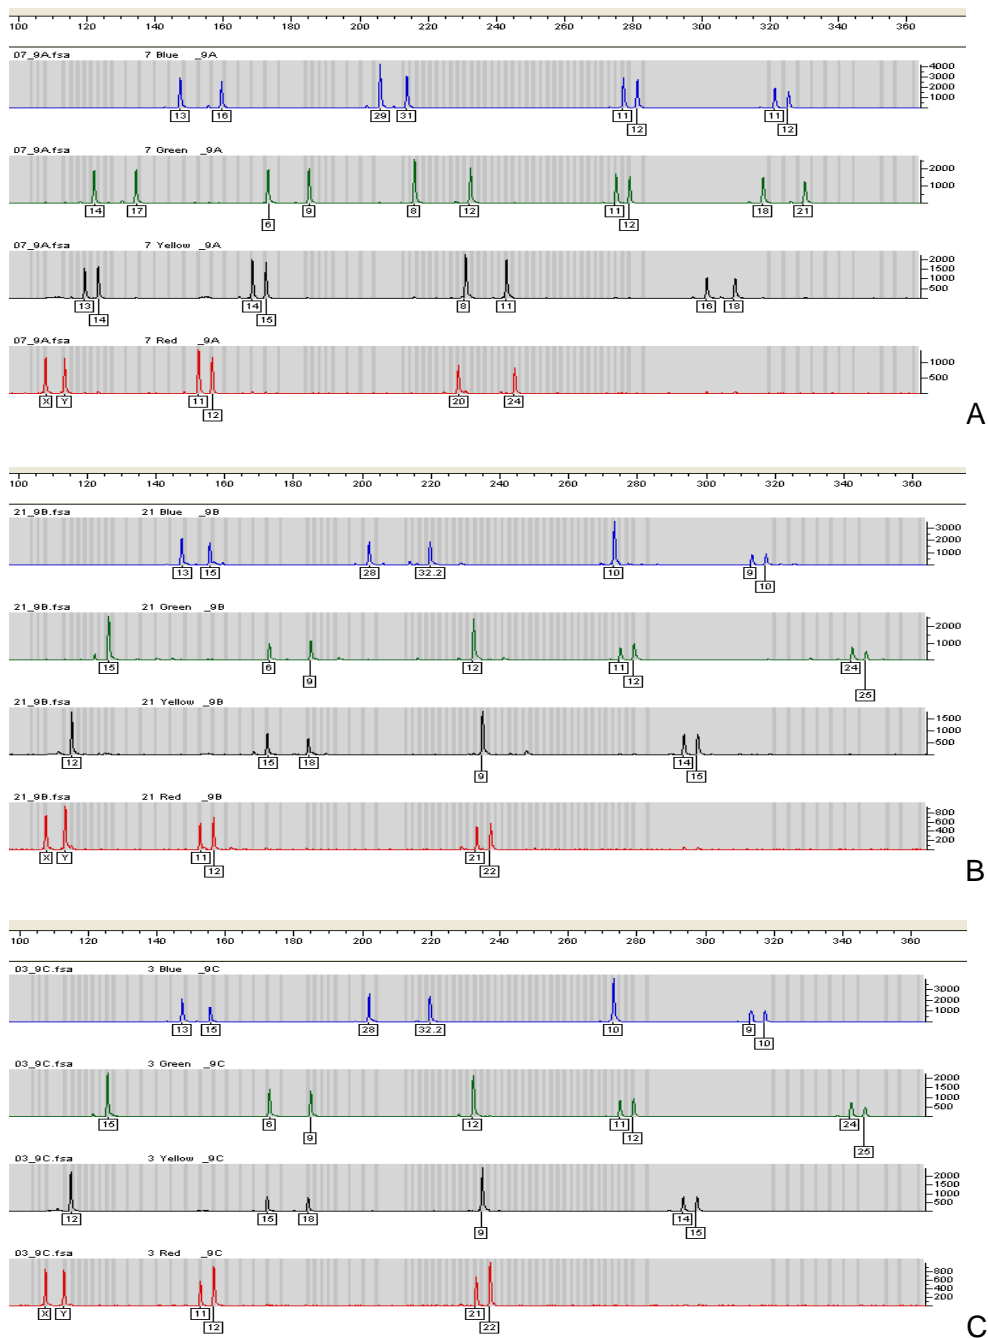 100 120 140 160 180 200 220 240 260 280 300 320 340 360
07_9A.fsa 7 Blue _9A
4000
3000
2000
1000
13 16 29 31 11 11
12 12
07_9A.fsa 7 Green _9A
2000
1000
14 17 9 8 12 11 18 21
6 12
07_9A.fsa 7 Yellow _9A
2000
1500
1000
500
13 14 8 11 16 18
14 15
07_9A.fsa 7 Red _9A
1000
500
X Y 11 20 24
12
A
100 120 140 160 180 200 220 240 260 280 300 320 340 360
21_9B.fsa 21 Blue _9B
3000
2000
1000
13 15 28 32.2 10 9
10
21_9B.fsa 21 Green _9B
2000
1000
15 6 12 11 24
9 12
25
21_9B.fsa 21 Yellow _9B
1500
1000
500
12 15 18 14
9 15
21_9B.fsa 21 Red _9B
800
600
400
200
X Y 11 21
12 22
B
100 120 140 160 180 200 220 240 260 280 300 320 340 360
03_9C.fsa 3 Blue _9C
3000
2000
1000
13 15 28 32.2 10 9
10
03_9C.fsa 3 Green _9C
2000
1500
1000
500
15 6 12 11 24
9 12
25
03_9C.fsa 3 Yellow _9C
2000
1500
1000
500
12 15 18 14
9 15
03_9C.fsa 3 Red _9C
800
600
400
200
X Y 11 21
12 22
C